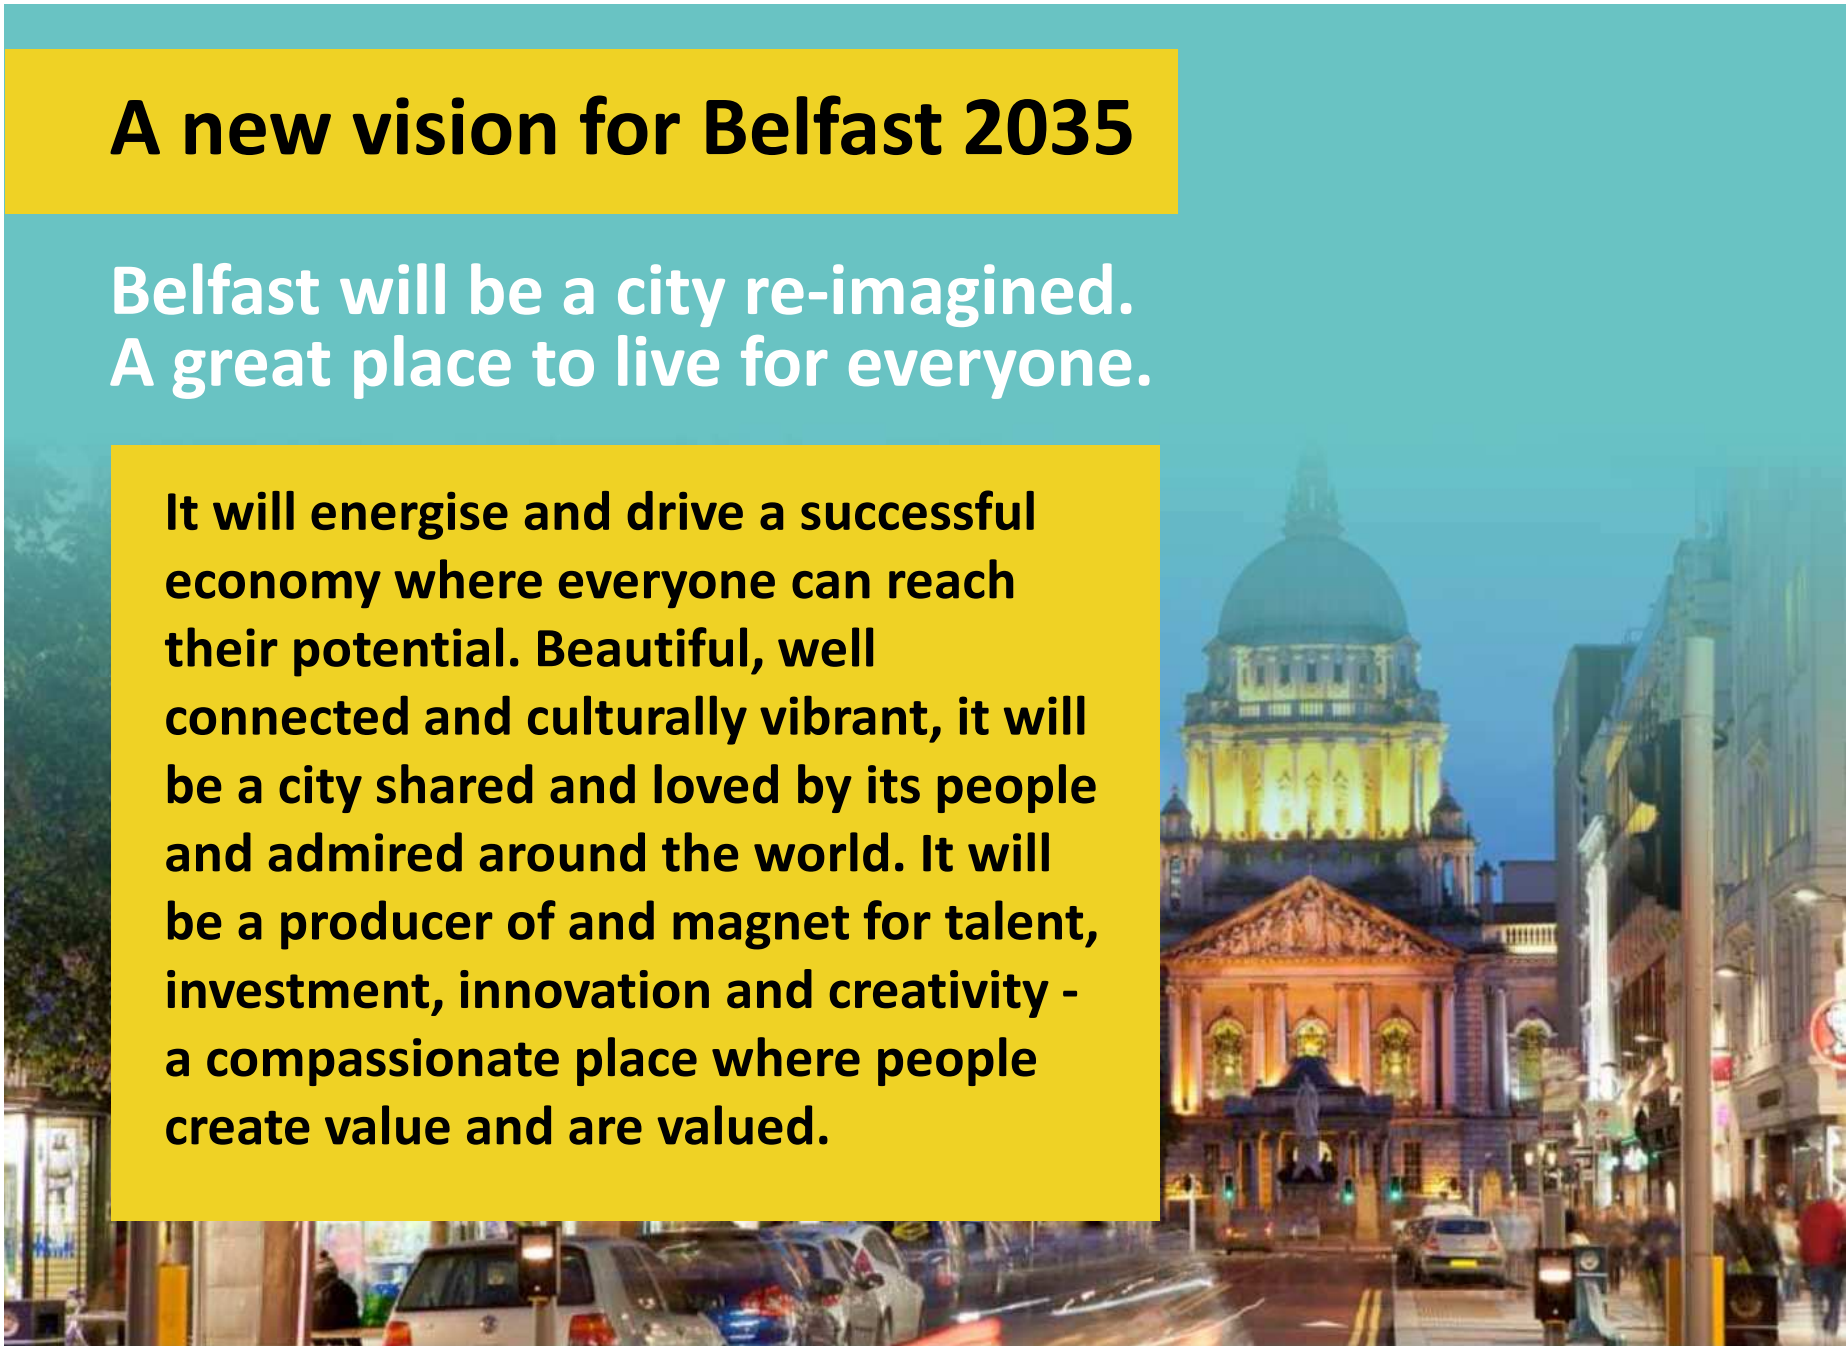 A new vision for Belfast 2035
Belfast will be a city re-imagined.
A great place to live for everyone.
It will energise and drive a successful
economy where everyone can reach
their potential. Beautiful, well
connected and culturally vibrant, it will
be a city shared and loved by its people
and admired around the world. It will
be a producer of and magnet for talent,
investment, innovation and creativity -
a compassionate place where people
create value and are valued.